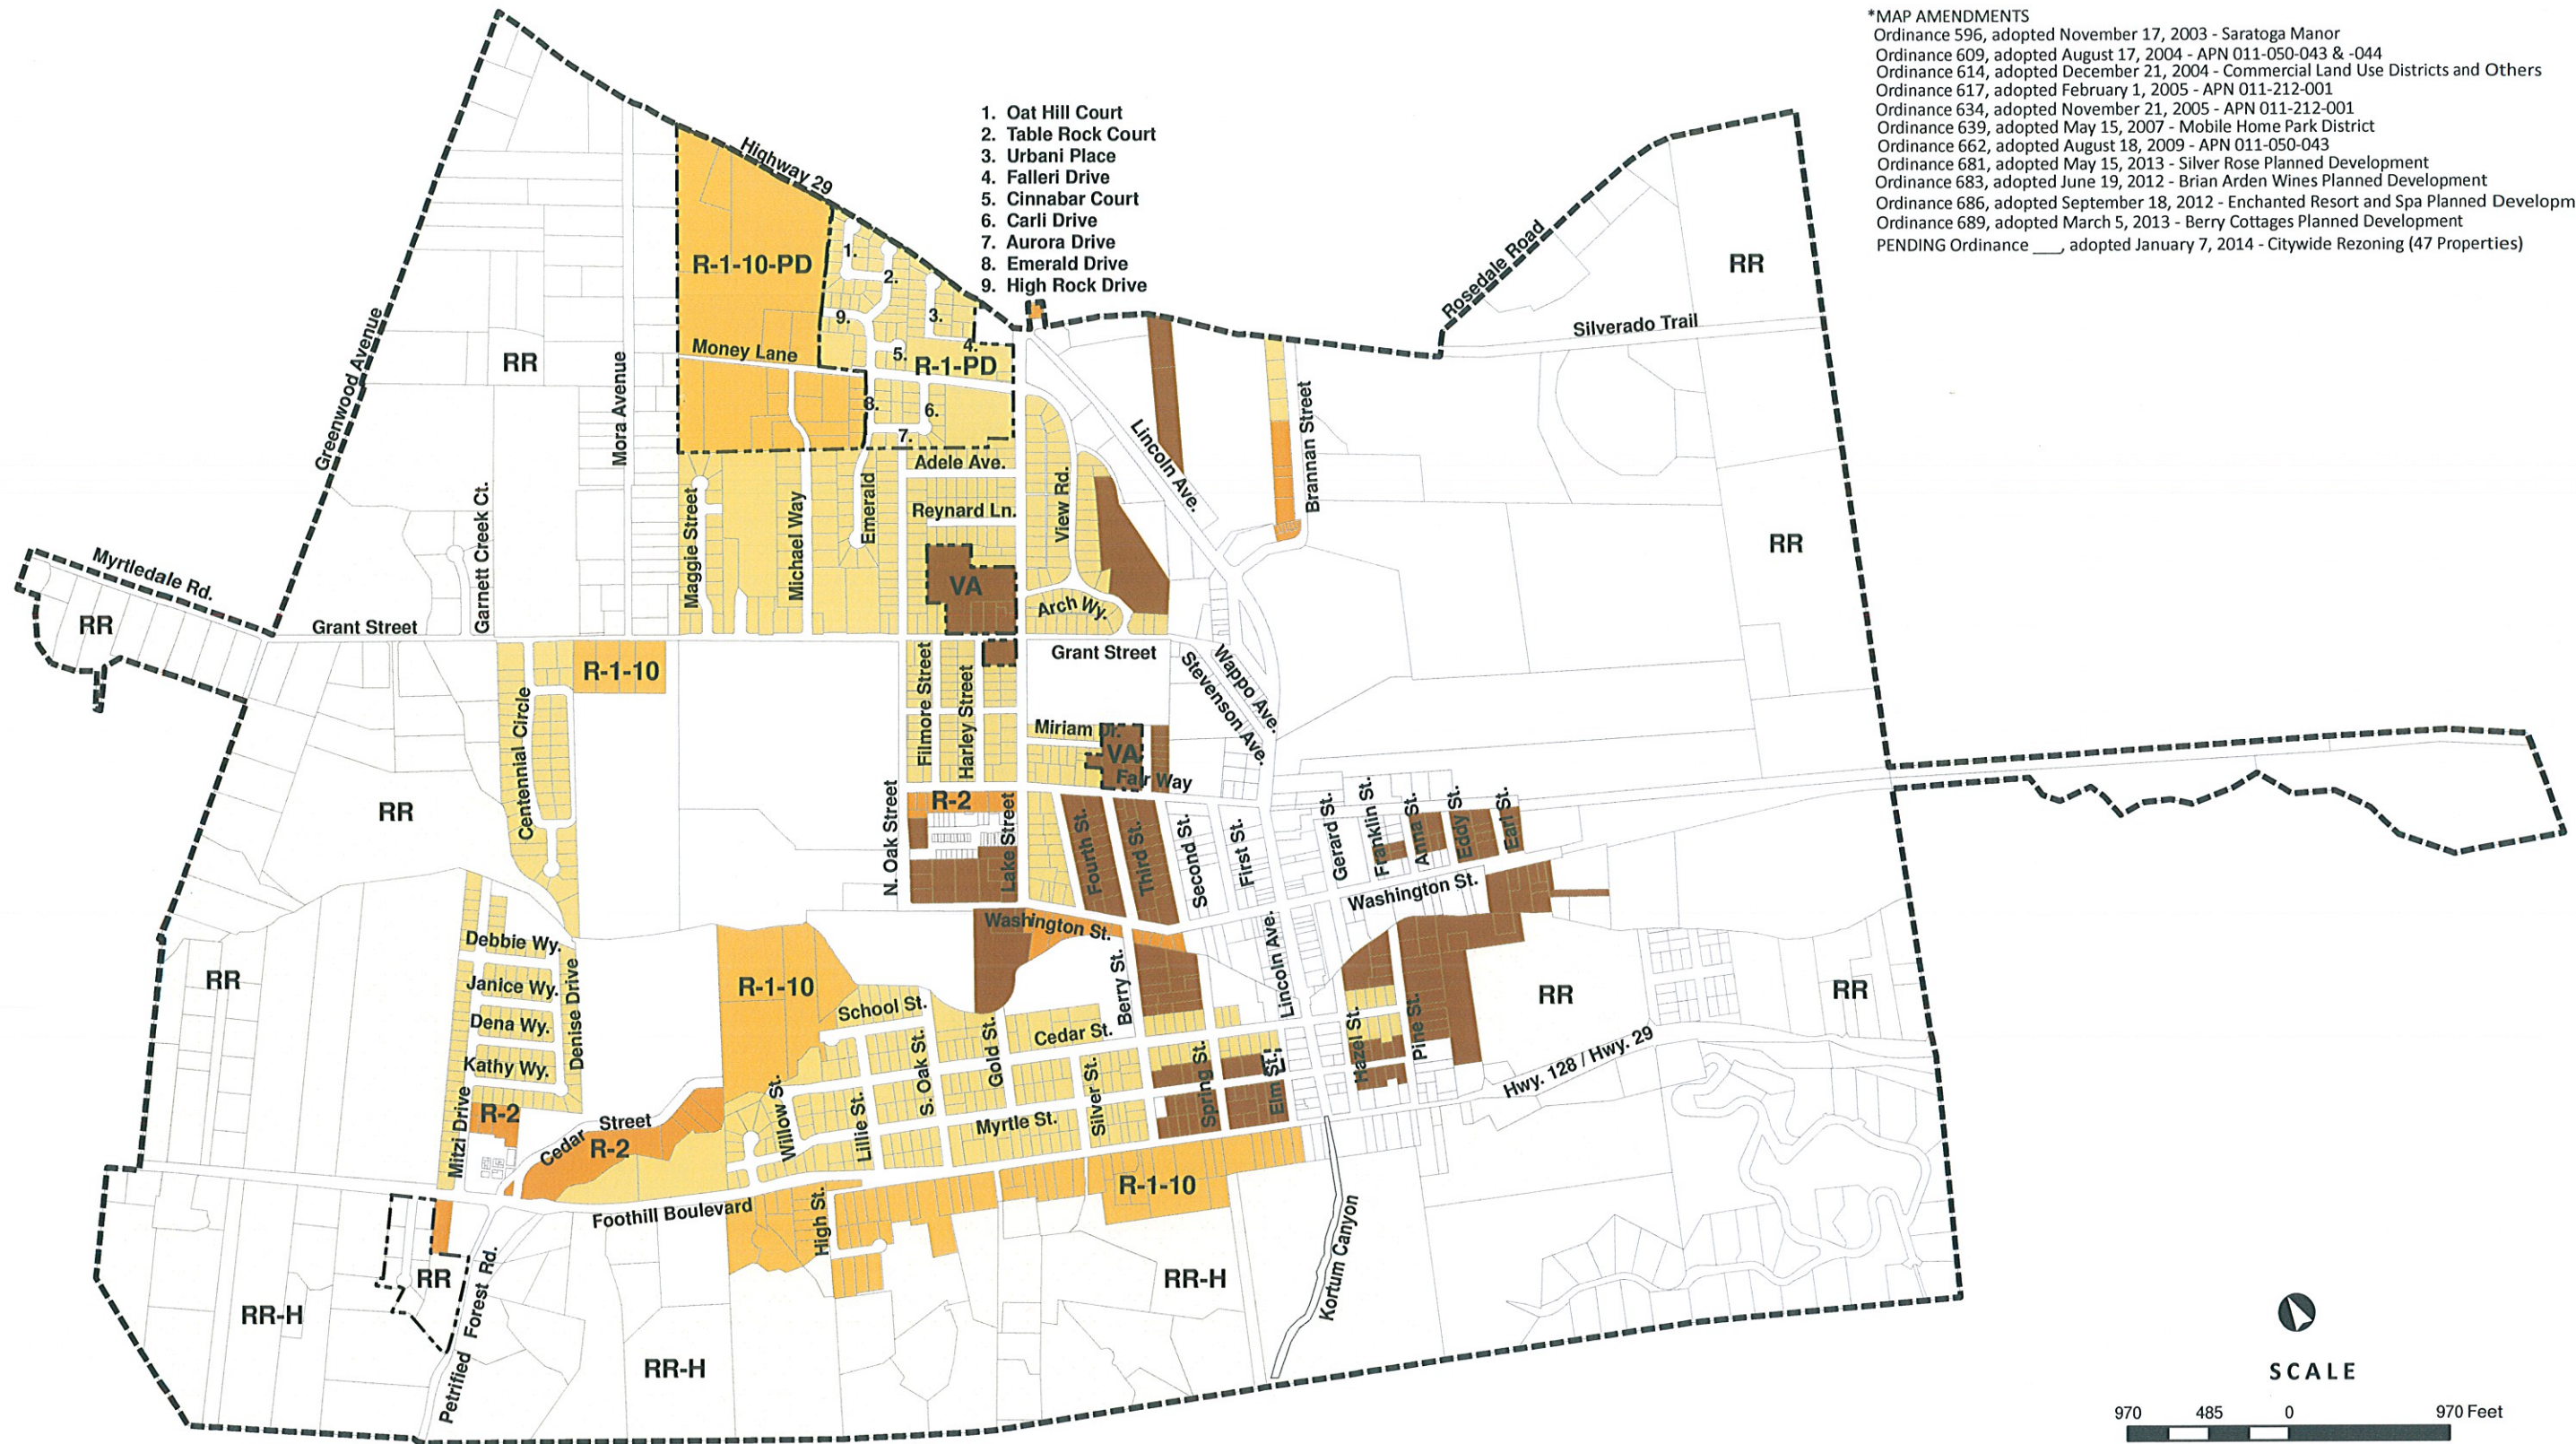 *MAP AMENDMENTS
Ordinance 596, adopted November 17, 2003 - Saratoga Manor
Ordinance 609, adopted August 17, 2004 - APN 011-050-043 & -044
Ordinance 614, adopted December 21, 2004 - Commercial Land Use Districts and Others
Ordinance 617, adopted February 1, 2005 - APN 011-212-001
Ordinance 634, adopted November 21, 2005 - APN 011-212-001
Ordinance 639, adopted May 15, 2007 - Mobile Home Park District
Ordinance 662, adopted August 18, 2009 - APN 011-050-043
Ordinance 681, adopted May 15, 2013 - Silver Rose Planned Development
Ordinance 683, adopted June 19, 2012 - Brian Arden Wines Planned Development
Ordinance 686, adopted September 18, 2012 - Enchanted Resort and Spa Planned Developm
Ordinance 689, adopted March 5, 2013 - Berry Cottages Planned Development
PENDING Ordinance ___, adopted January 7, 2014 - Citywide Rezoning (47 Properties)
1. Oat Hill Court
2. Table Rock Court
3. Urbani Place
4. Falleri Drive
5. Cinnabar Court
6. Carli Drive
7. Aurora Drive
8. Emerald Drive
9. High Rock Drive
Highway 29
R-1-10-PD
1.
2.
3.
9.
4.
5.
R-1-PD
Money Lane
8.
6.
7.
Rosedale Road
RR
Silverado Trail
Greenwood Avenue
RR
Mora Avenue
Lincoln Ave.
Brannan Street
Adele Ave.
Reynard Ln.
View Rd.
Emerald
Michael Way
Maggie Street
Garnett Creek Ct.
RR
Myrtledale Rd.
RR
VA
Arch Wy.
Grant Street
Grant Street
R-1-10
Filmore Street
Harley Street
Stevenson Ave.
Wappo Ave.
Centennial Circle
Miriam Dr.
VA
Fair Way
RR
R-2
N. Oak Street
Lake Street
Fourth St.
Third St.
Second St.
First St.
Gerard St.
Franklin St.
Anna St.
Eddy St.
Earl St.
Washington St.
Washington St.
Debbie Wy.
Janice Wy.
Dena Wy.
Kathy Wy.
Denise Drive
RR
R-1-10
School St.
Berry St.
Lincoln Ave.
RR
RR
Cedar St.
Gold St.
S. Oak St.
Hazel St.
Pine St.
Hwy. 128 / Hwy. 29
Mitzi Drive
R-2
Cedar
Street
R-2
Willow St.
Lillie St.
Myrtle St.
Silver St.
Spring St.
Elm St.
Foothill Boulevard
High St.
R-1-10
Kortum Canyon
RR
RR-H
RR-H
RR-H
Petrified Forest Rd.
SCALE
970
485
0
970 Feet